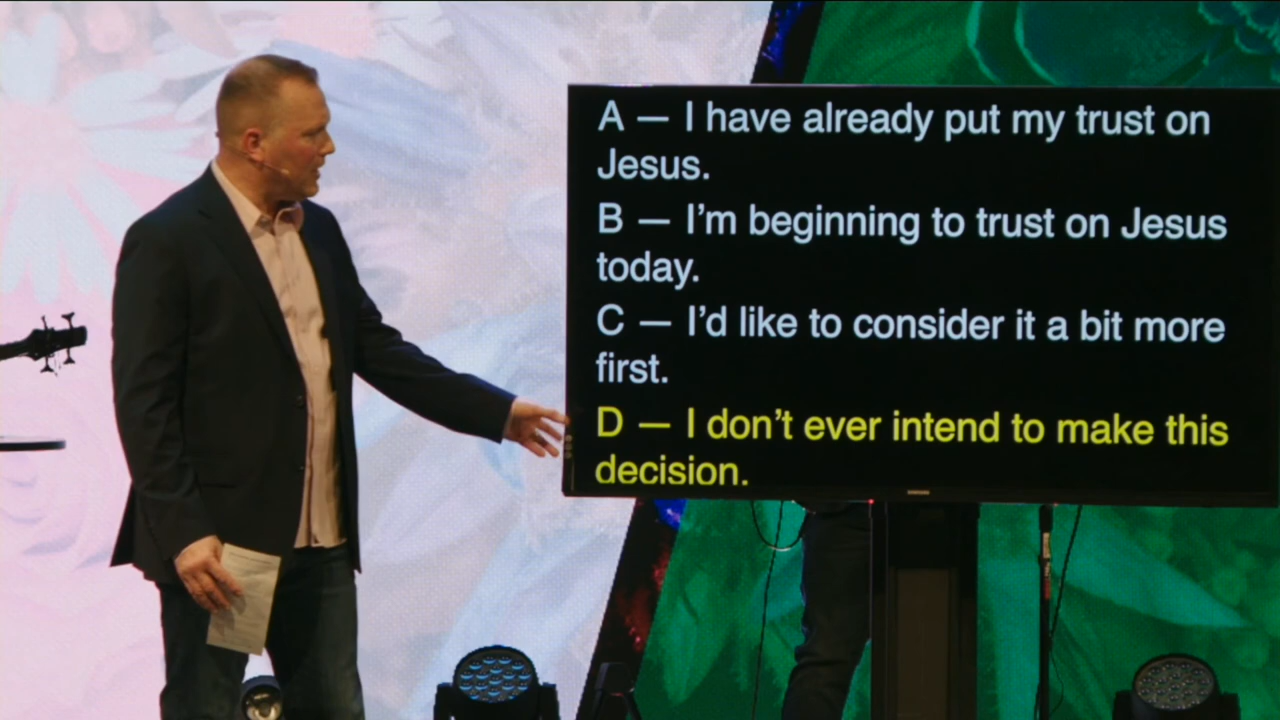 A — I have already put my trust on
Jesus.
B — I’m beginning to trust on Jesus
today.
C — I’d like to consider it a bit more
first.
D — I don’t ever intend to make this
decision.